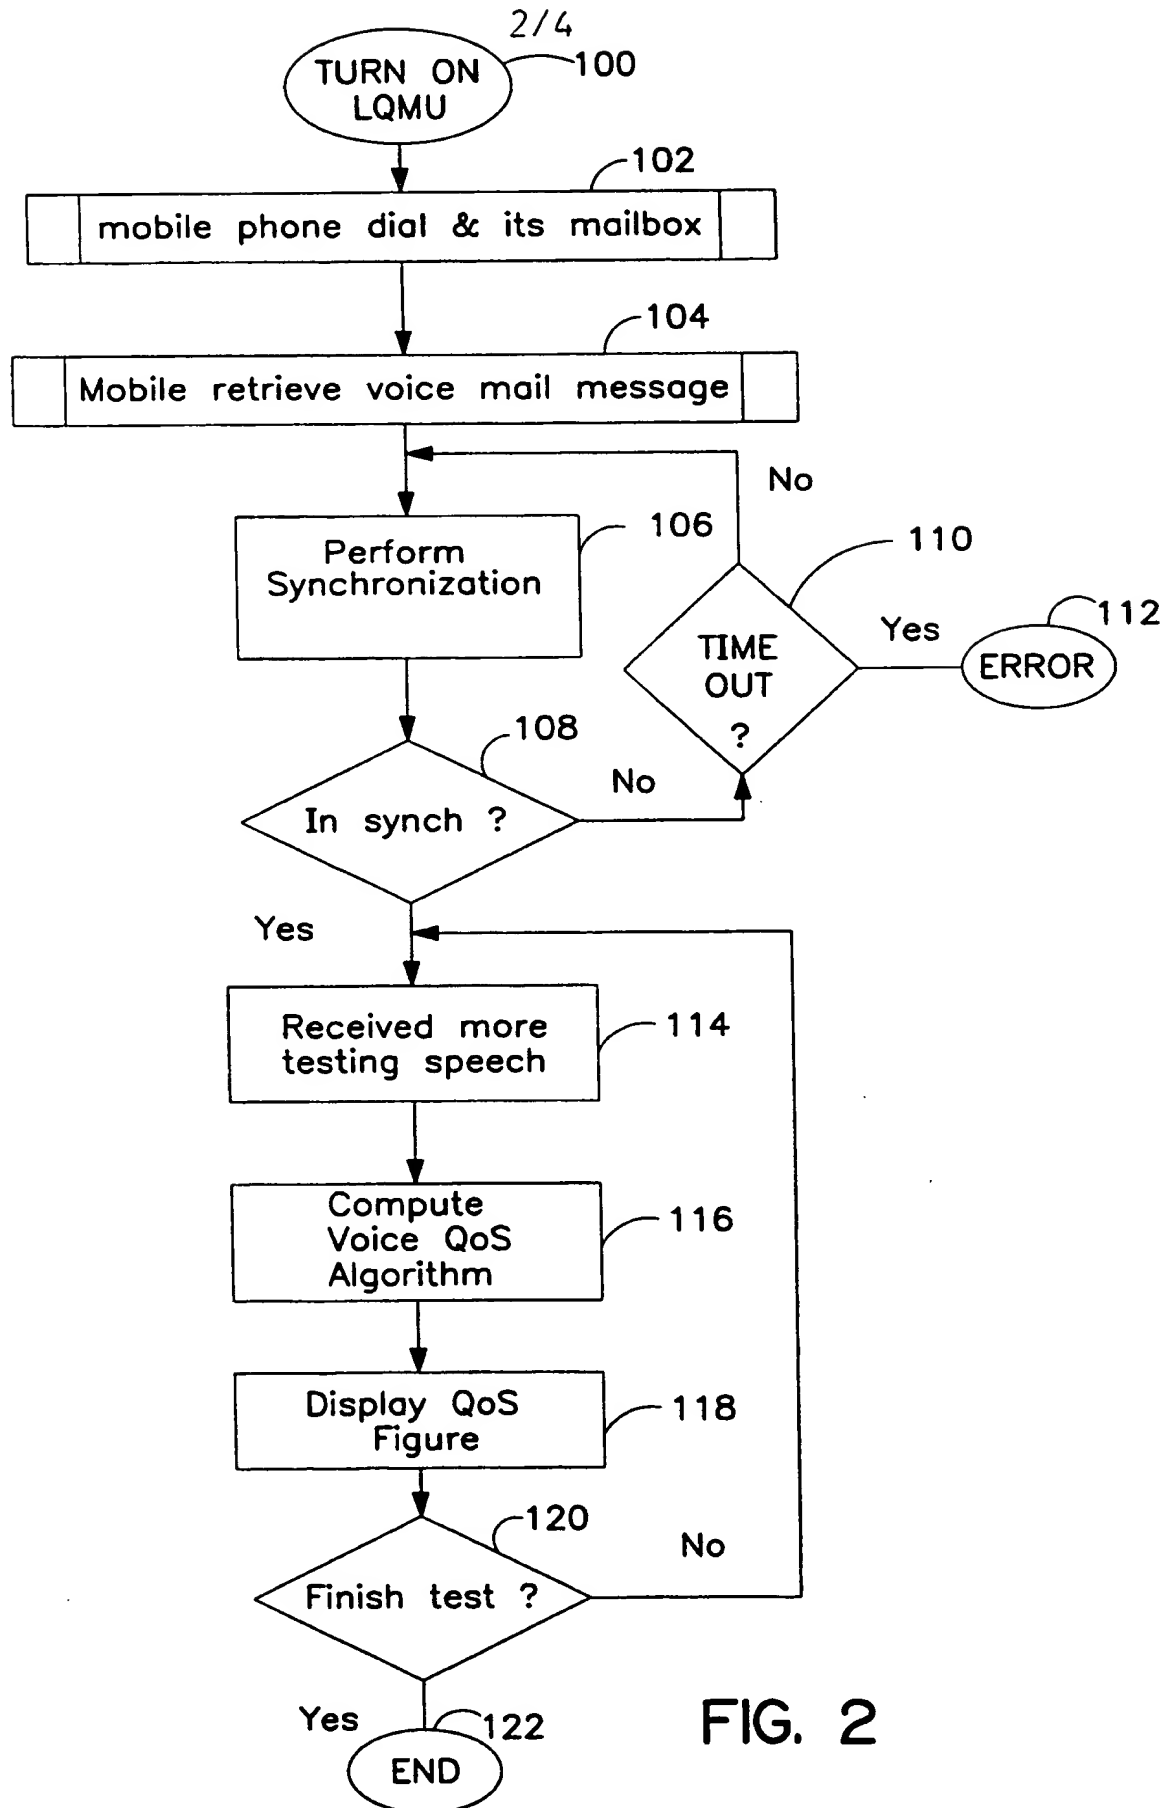 2/4
TURN ON
LQMU
100
102
mobile phone dial & its mailbox
104
Mobile retrieve voice mail message
No
106
Perform
Synchronization
110
112
Yes
TIME
OUT
?
ERROR
108
No
In synch ?
Yes
Received more
testing speech
114
Compute
Voice QoS
Algorithm
116
Display QoS
Figure
118
120
No
Finish test ?
Yes
122
END
FIG. 2